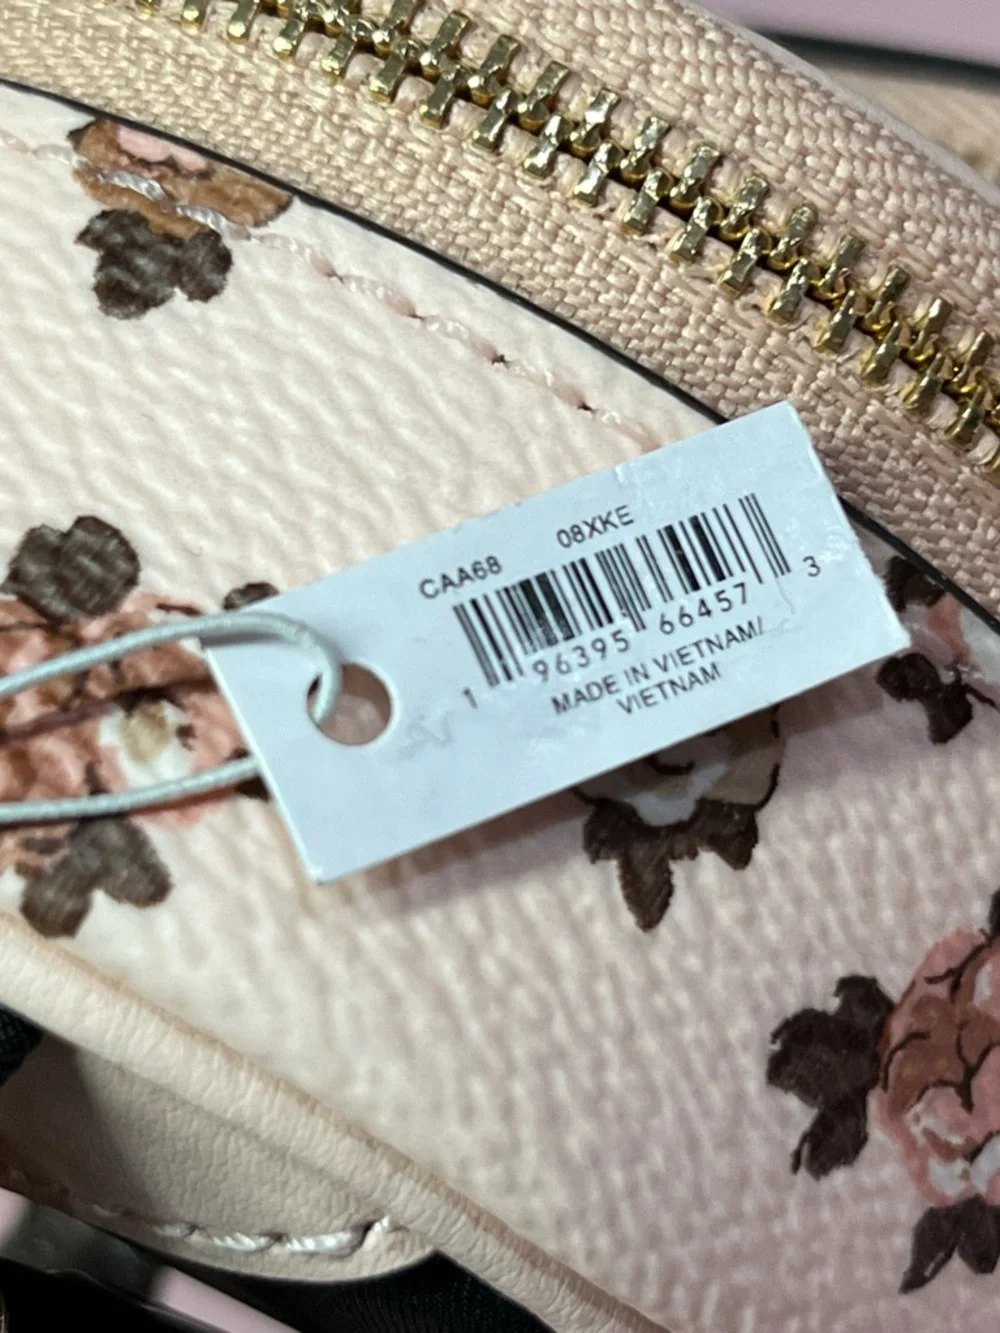 CAA68 08XKE
1 96395 66457 3
MADE IN VIETNAM/
VIETNAM